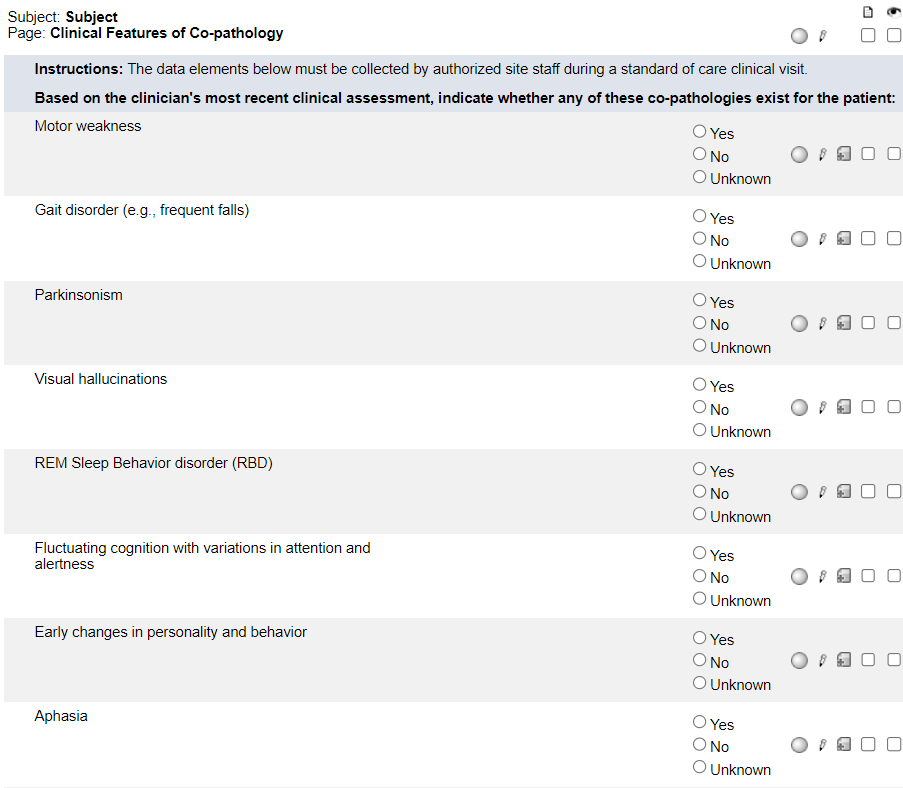 Subject: Subject
Page: Clinical Features of Co-pathology
Instructions: The data elements below must be collected by authorized site staff during a standard of care clinical visit.
Based on the clinician's most recent clinical assessment, indicate whether any of these co-pathologies exist for the patient:
Motor weakness
Yes
No
Unknown
Gait disorder (e.g., frequent falls)
Yes
No
Unknown
Parkinsonism
Yes
No
Unknown
Visual hallucinations
Yes
No
Unknown
REM Sleep Behavior disorder (RBD)
Yes
No
Unknown
Fluctuating cognition with variations in attention and
alertness
Yes
No
Unknown
Early changes in personality and behavior
Yes
No
Unknown
Aphasia
Yes
No
Unknown